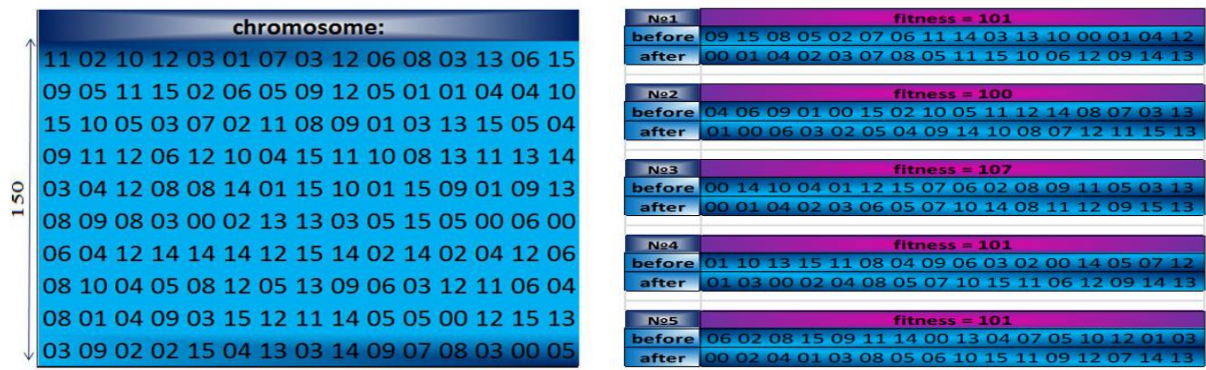 chromosome:
11 02 10 12 03 01 07 03 12 06 08 03 13 06 15
09 05 11 15 02 06 05 09 12 05 01 01 04 04 10
15 10 05 03 07 02 11 08 09 01 03 13 15 05 04
09 11 12 06 12 10 04 15 11 10 08 13 11 13 14
03 04 12 08 08 14 01 15 10 01 15 09 01 09 13
08 09 08 03 00 02 13 13 03 05 15 05 00 06 00
06 04 12 14 14 14 12 15 14 02 14 02 04 12 06
08 10 04 05 08 12 05 13 09 06 03 12 11 06 04
08 01 04 09 03 15 12 11 14 05 05 00 12 15 13
03 09 02 02 15 04 13 03 14 09 07 08 03 00 05
150
№1 fitness = 101
before 09 15 08 05 02 07 06 11 14 03 13 10 00 01 04 12
after 00 01 04 02 03 07 08 05 11 15 10 06 12 09 14 13
№2 fitness = 100
before 04 06 09 01 00 15 02 10 05 11 12 14 08 07 03 13
after 01 00 06 03 02 05 04 09 14 10 08 07 12 11 15 13
№3 fitness = 107
before 00 14 10 04 01 12 15 07 06 02 08 09 11 05 03 13
after 00 01 04 02 03 06 05 07 10 14 08 11 12 09 15 13
№4 fitness = 101
before 01 10 13 15 11 08 04 09 06 03 02 00 14 05 07 12
after 01 03 00 02 04 08 05 07 10 15 11 06 12 09 14 13
№5 fitness = 101
before 06 02 08 15 09 11 14 00 13 04 07 05 10 12 01 03
after 00 02 04 01 03 08 05 06 10 15 11 09 12 07 14 13